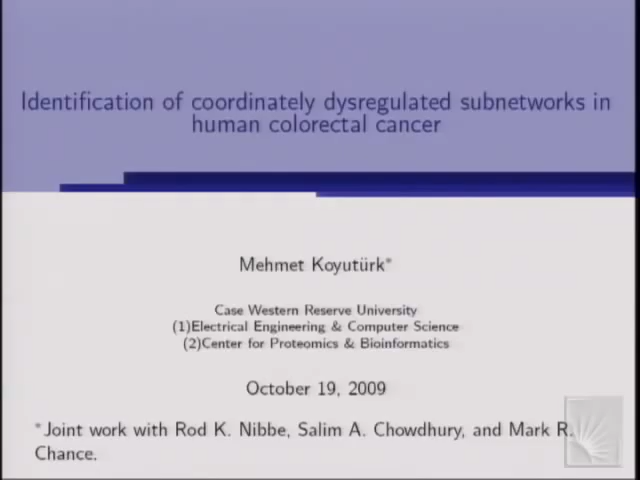 Identification of coordinately dysregulated subnetworks in
human colorectal cancer
Mehmet Koyutürk*
Case Western Reserve University
(1)Electrical Engineering & Computer Science
(2)Center for Proteomics & Bioinformatics
October 19, 2009
*Joint work with Rod K. Nibbe, Salim A. Chowdhury, and Mark R.
Chance.